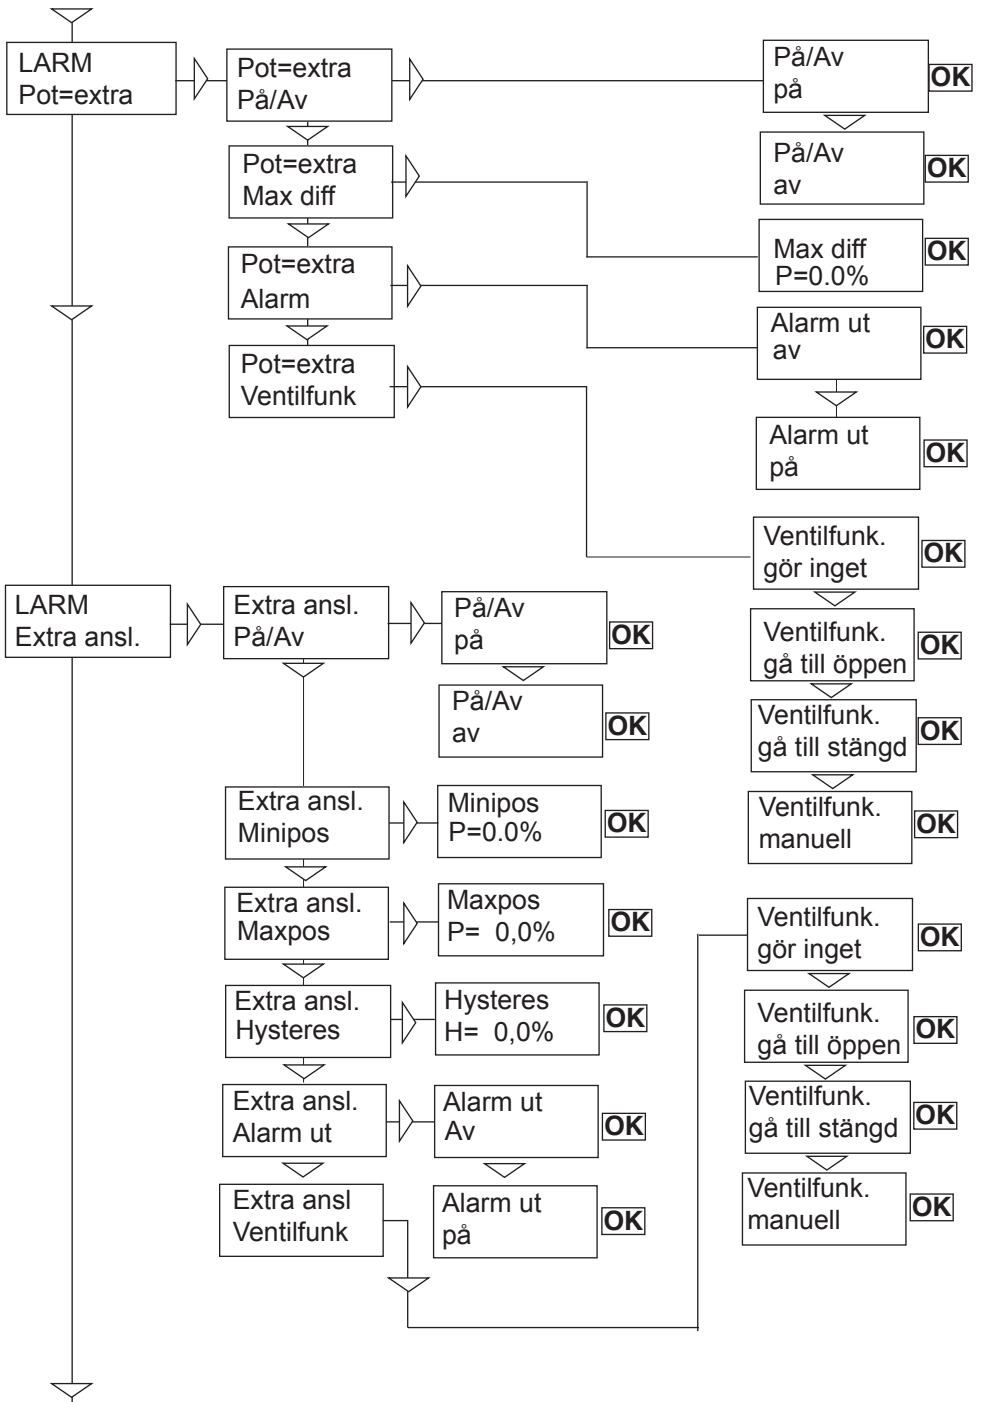 LARM
Pot=extra
Pot=extra
På/Av
På/Av
på
OK
På/Av
av
OK
Pot=extra
Max diff
Max diff
P=0.0%
OK
Pot=extra
Alarm
Alarm ut
av
OK
Alarm ut
på
OK
Pot=extra
Ventilfunk
Ventilfunk.
gör inget
OK
Ventilfunk.
gå till öppen
OK
Ventilfunk.
gå till stängd
OK
Ventilfunk.
manuell
OK
LARM
Extra ansl.
Extra ansl.
På/Av
På/Av
på
OK
På/Av
av
OK
Extra ansl.
Minipos
Minipos
P=0.0%
OK
Extra ansl.
Maxpos
Maxpos
P= 0,0%
OK
Extra ansl.
Hysteres
Hysteres
H= 0,0%
OK
Extra ansl.
Alarm ut
Alarm ut
Av
OK
Alarm ut
på
OK
Extra ansl
Ventilfunk
Ventilfunk.
gör inget
OK
Ventilfunk.
gå till öppen
OK
Ventilfunk.
gå till stängd
OK
Ventilfunk.
manuell
OK